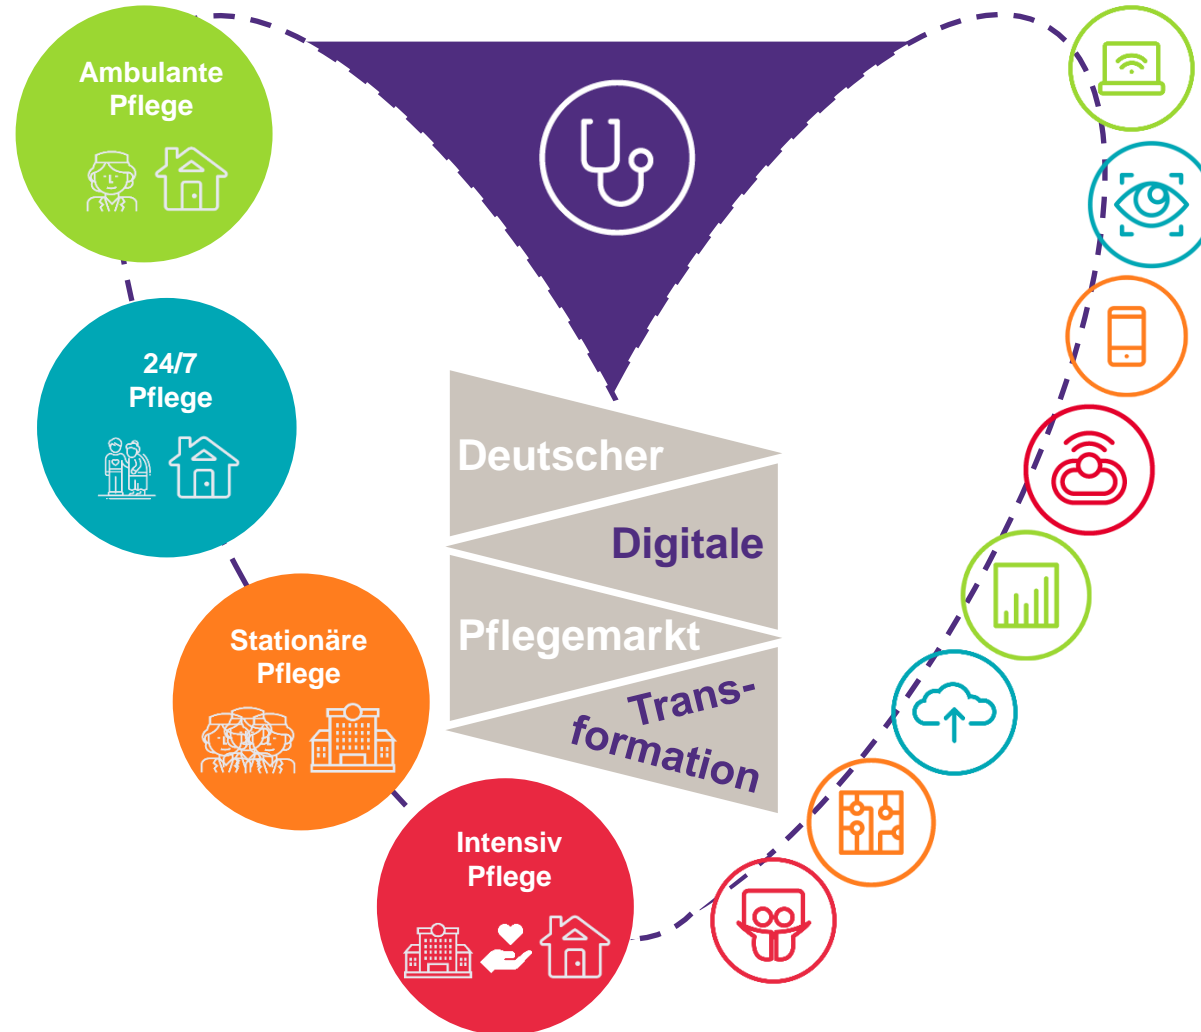 Ambulante
Pflege
24/7
Pflege
Stationäre
Pflege
Intensiv
Pflege
Deutscher
Digitale
Pflegemarkt
Trans-
formation